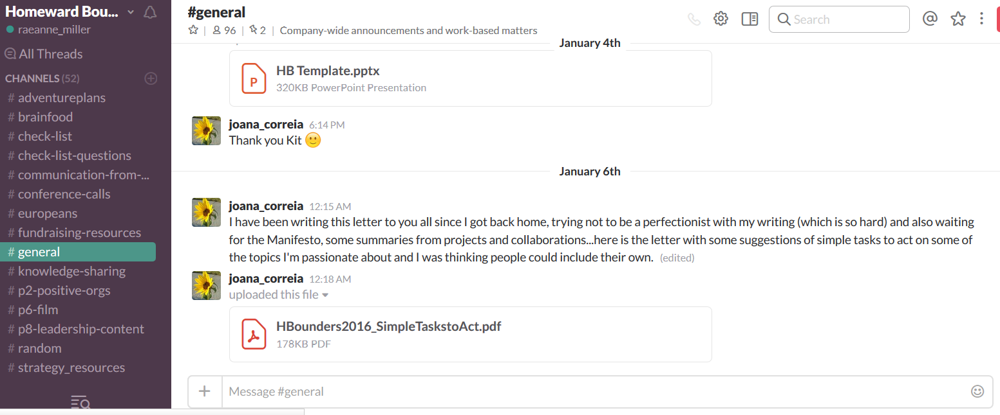 Homeward Bou...
raeanne_miller
All Threads
CHANNELS (52)
# adventureplans
# brainfood
# check-list
# check-list-questions
# communication-from-...
# conference-calls
# europeans
# fundraising-resources
# general
# knowledge-sharing
# p2-positive-orgs
# p6-film
# p8-leadership-content
# random
# strategy_resources
#general
| 96 | 2 | Company-wide announcements and work-based matters
Search
January 4th
HB Template.pptx
P
320KB PowerPoint Presentation
joana_correia 6:14 PM
Thank you Kit 🙂
January 6th
joana_correia 12:15 AM
I have been writing this letter to you all since I got back home, trying not to be a perfectionist with my writing (which is so hard) and also waiting
for the Manifesto, some summaries from projects and collaborations...here is the letter with some suggestions of simple tasks to act on some of
the topics I'm passionate about and I was thinking people could include their own. (edited)
joana_correia 12:18 AM
uploaded this file
HBounders2016_SimpleTaskstoAct.pdf
178KB PDF
Message #general